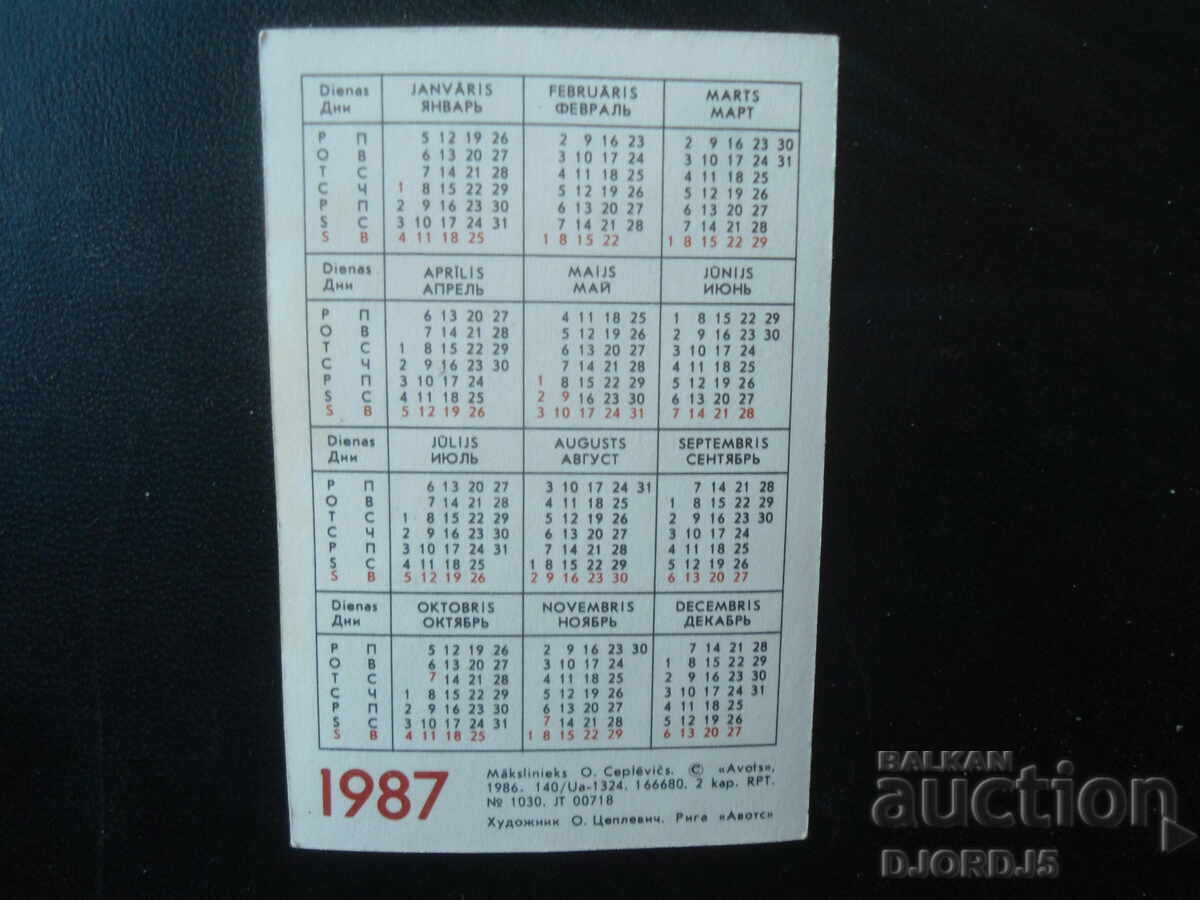 Dienas JANVĀRIS FEBRUĀRIS MARTS
Дни ЯНВАРЬ ФЕВРАЛЬ МАРТ
P П 5 12 19 26 2 9 16 23 2 9 16 23 30
O В 6 13 20 27 3 10 17 24 3 10 17 24 31
T С 7 14 21 28 4 11 18 25 4 11 18 25
C Ч 1 8 15 22 29 5 12 19 26 5 12 19 26
P П 2 9 16 23 30 6 13 20 27 6 13 20 27
S С 3 10 17 24 31 7 14 21 28 7 14 21 28
S В 4 11 18 25 1 8 15 22 1 8 15 22 29
Dienas APRĪLIS MAIJS JŪNIJS
Дни АПРЕЛЬ МАЙ ИЮНЬ
P П 6 13 20 27 4 11 18 25 1 8 15 22 29
O В 7 14 21 28 5 12 19 26 2 9 16 23 30
T С 1 8 15 22 29 6 13 20 27 3 10 17 24
C Ч 2 9 16 23 30 7 14 21 28 4 11 18 25
P П 3 10 17 24 1 8 15 22 29 5 12 19 26
S С 4 11 18 25 2 9 16 23 30 6 13 20 27
S В 5 12 19 26 3 10 17 24 31 7 14 21 28
Dienas JŪLIJS AUGUSTS SEPTEMBRIS
Дни ИЮЛЬ АВГУСТ СЕНТЯБРЬ
P П 6 13 20 27 3 10 17 24 31 7 14 21 28
O В 7 14 21 28 4 11 18 25 1 8 15 22 29
T С 1 8 15 22 29 5 12 19 26 2 9 16 23 30
C Ч 2 9 16 23 30 6 13 20 27 3 10 17 24
P П 3 10 17 24 31 7 14 21 28 4 11 18 25
S С 4 11 18 25 1 8 15 22 29 5 12 19 26
S В 5 12 19 26 2 9 16 23 30 6 13 20 27
Dienas OKTOBRIS NOVEMBRIS DECEMBRIS
Дни ОКТЯБРЬ НОЯБРЬ ДЕКАБРЬ
P П 5 12 19 26 2 9 16 23 30 7 14 21 28
O В 6 13 20 27 3 10 17 24 1 8 15 22 29
T С 7 14 21 28 4 11 18 25 2 9 16 23 30
C Ч 1 8 15 22 29 5 12 19 26 3 10 17 24 31
P П 2 9 16 23 30 6 13 20 27 4 11 18 25
S С 3 10 17 24 31 7 14 21 28 5 12 19 26
S В 4 11 18 25 1 8 15 22 29 6 13 20 27
1987
Mākslinieks O. Ceplēvičs. © «Avots»,
1986. 140/Ua-1324. 166680. 2 kap. RPT.
№ 1030. JT 00718
Художник О. Цеплевич. Рига «Авотс»
BALKAN
auction
DJORDJ5